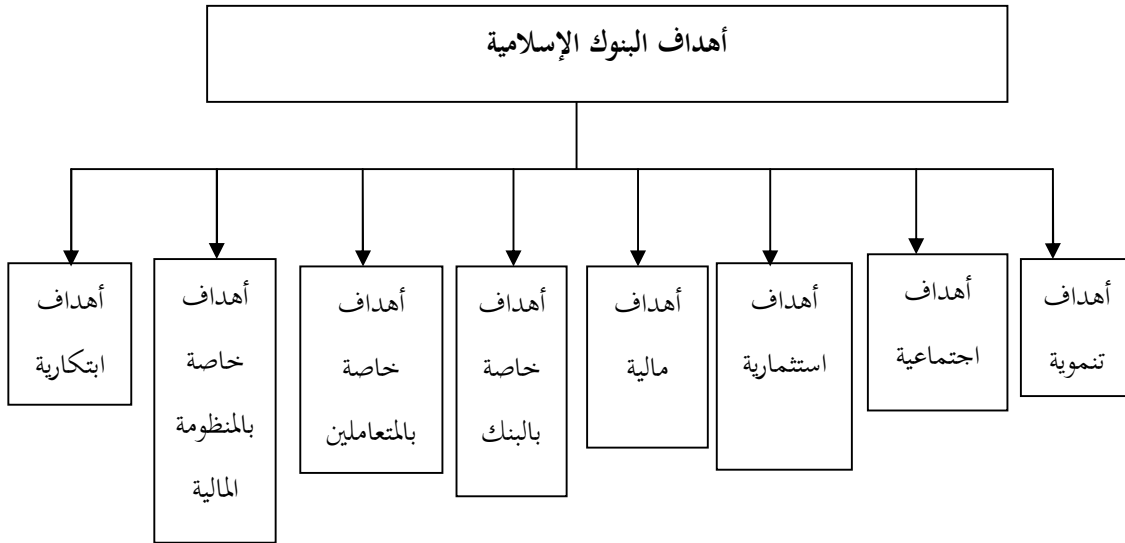 أهداف البنوك الإسلامية
أهداف
تنموية
أهداف
اجتماعية
أهداف
استثمارية
أهداف
مالية
أهداف
خاصة
بالبنك
أهداف
خاصة
بالمتعاملين
أهداف
خاصة
بالمنظومة
المالية
أهداف
ابتكارية